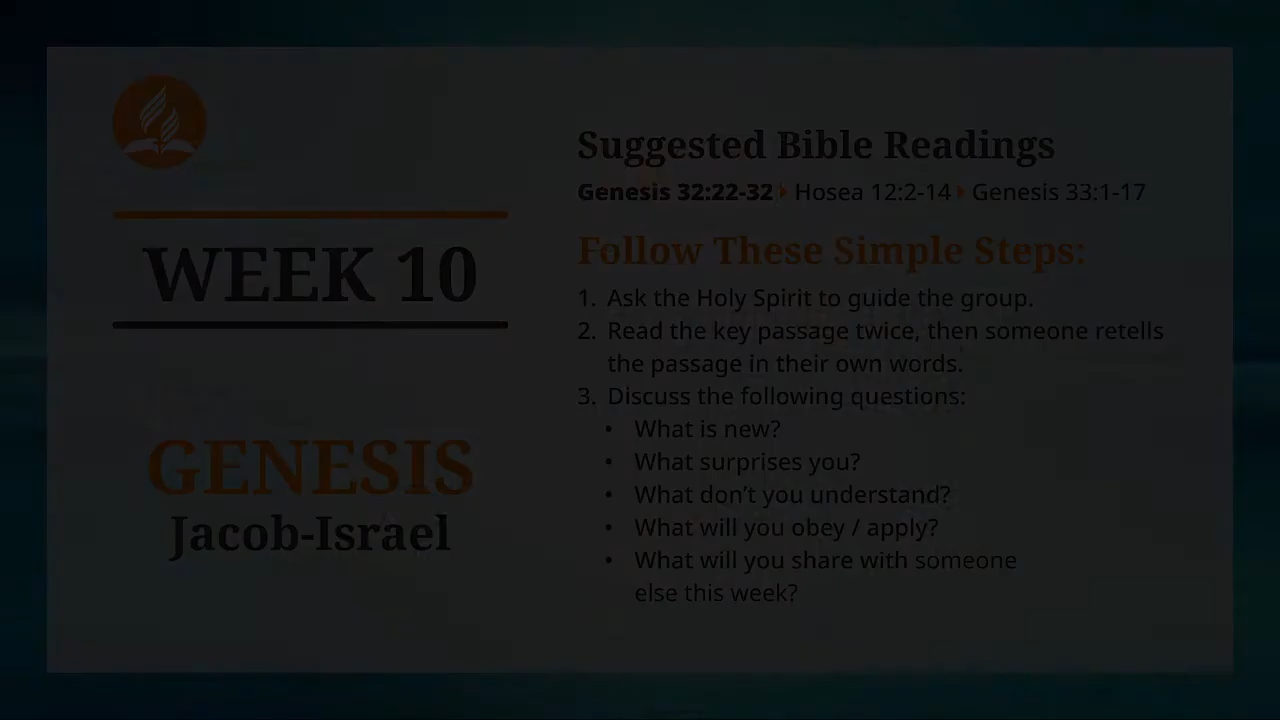 WEEK 10
GENESIS
Jacob-Israel
Suggested Bible Readings
Genesis 32:22-32 Hosea 12:2-14 Genesis 33:1-17
Follow These Simple Steps:
1. Ask the Holy Spirit to guide the group.
2. Read the key passage twice, then someone retells
the passage in their own words.
3. Discuss the following questions:
• What is new?
• What surprises you?
• What don’t you understand?
• What will you obey / apply?
• What will you share with someone
else this week?